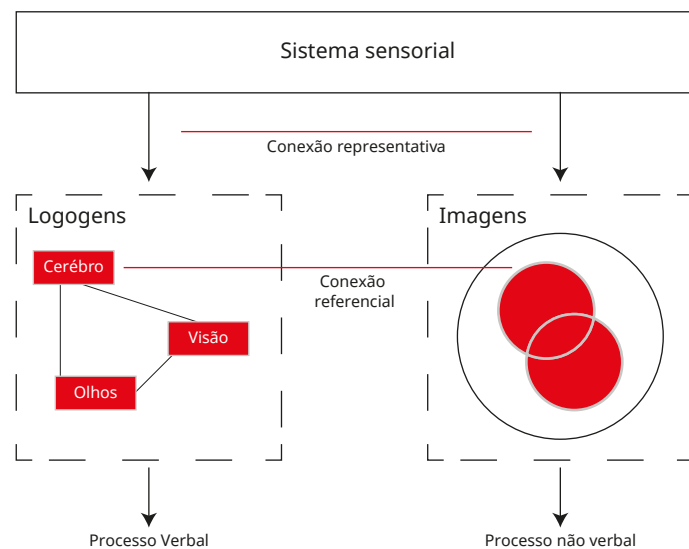 Sistema sensorial
Conexão representativa
Logogens
Imagens
Cerébro
Conexão
referencial
Visão
Olhos
Processo Verbal
Processo não verbal